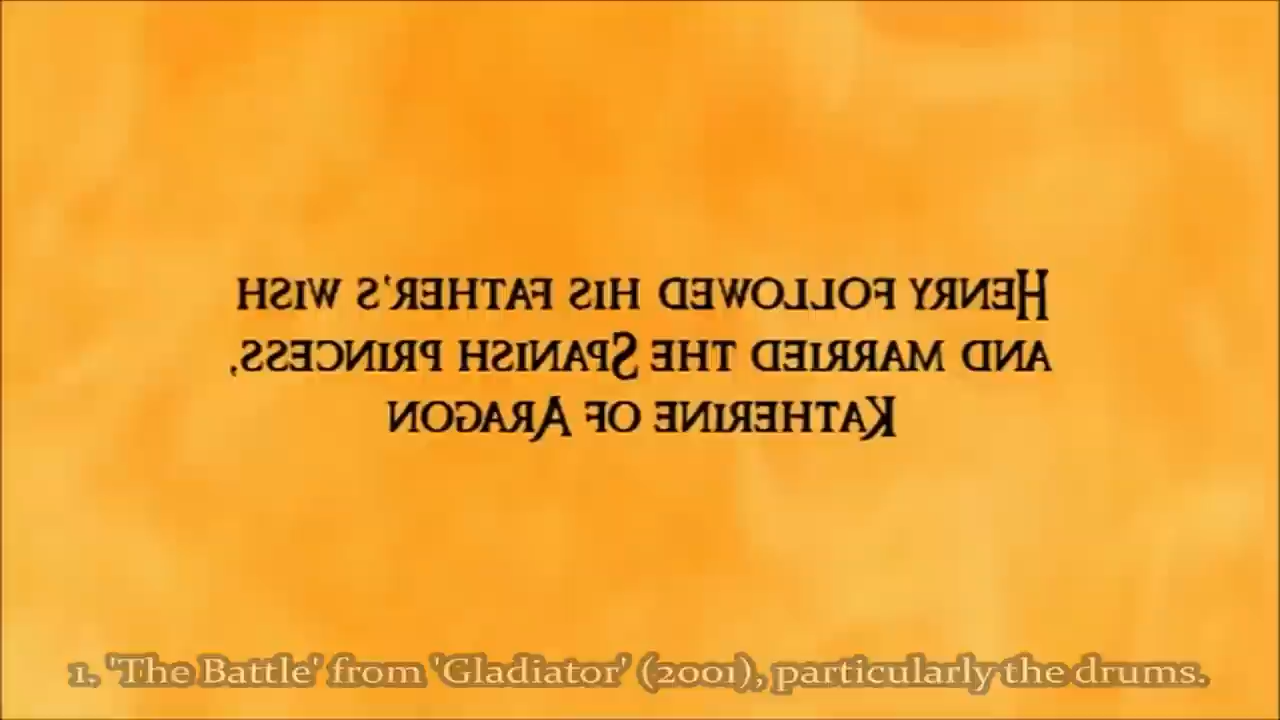 Henry followed his father's wish
and married the Spanish princess,
Katherine of Aragon
1. 'The Battle' from 'Gladiator' (2001), particularly the drums.